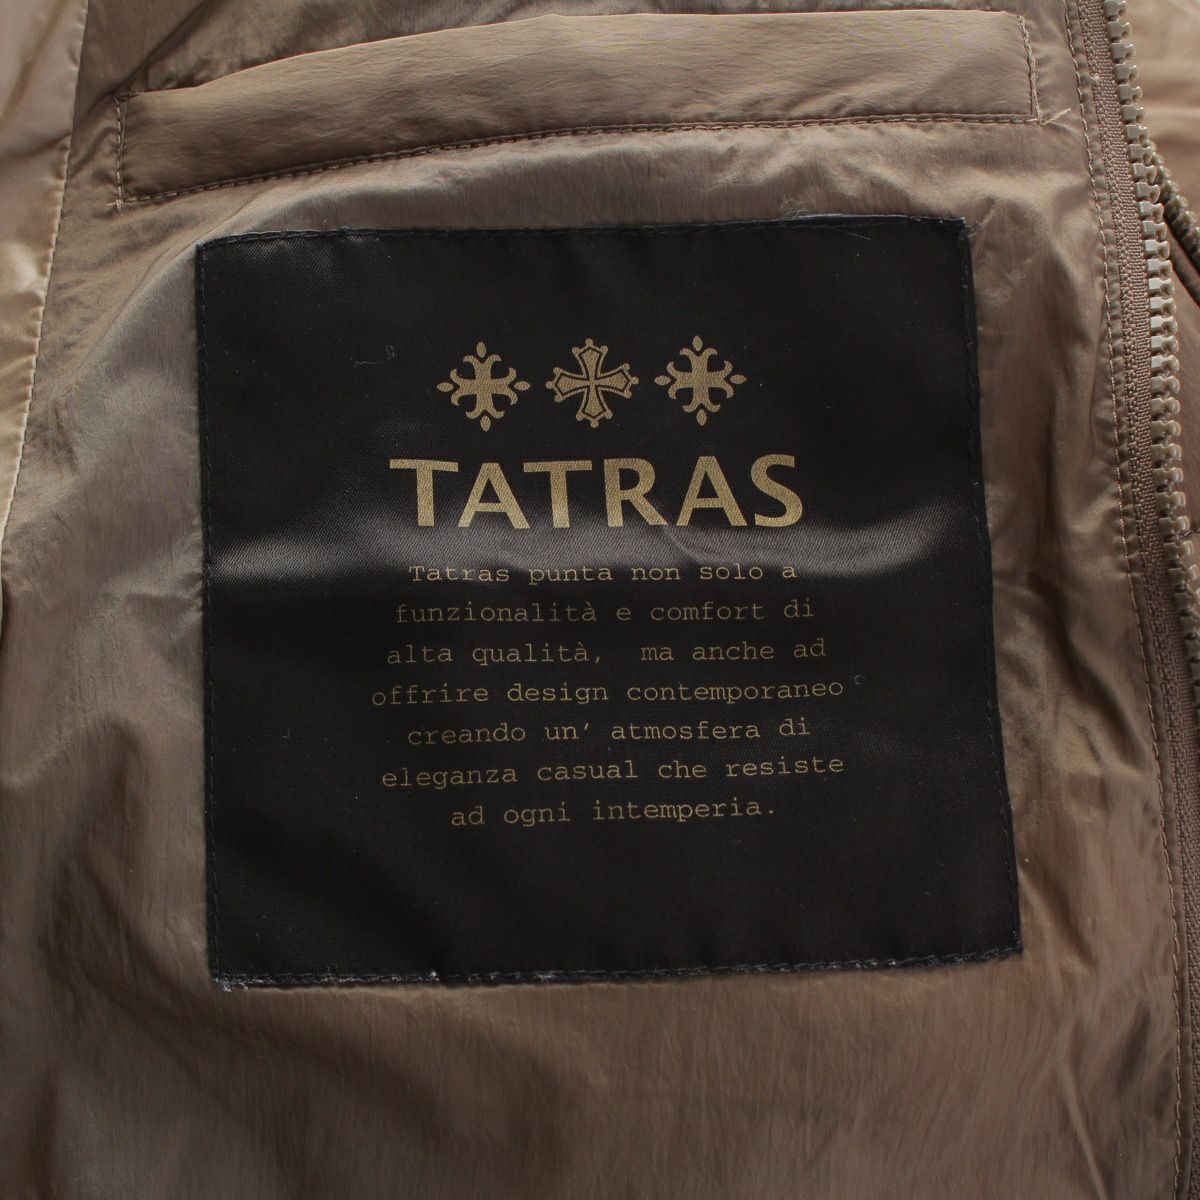 TATRAS
Tatras punta non solo a
funzionalità e comfort di
alta qualità, ma anche ad
offrire design contemporaneo
creando un' atmosfera di
eleganza casual che resiste
ad ogni intemperia.